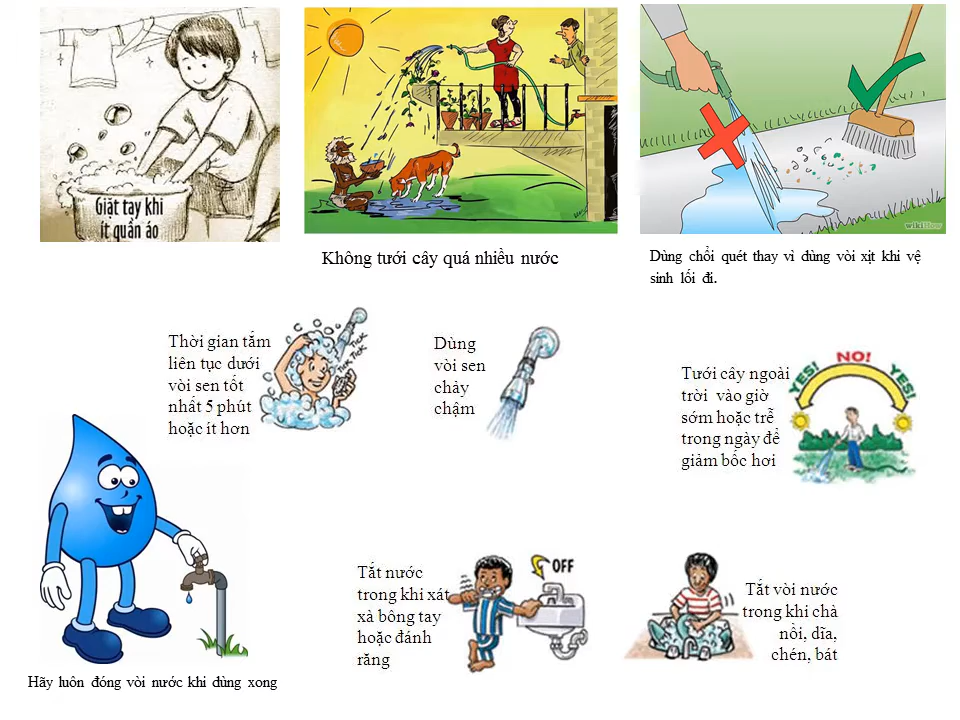 Giặt tay khi
ít quần áo
Không tưới cây quá nhiều nước
Dùng chổi quét thay vì dùng vòi xịt khi vệ
sinh lối đi.
wikiHow
Thời gian tắm
liên tục dưới
vòi sen tốt
nhất 5 phút
hoặc ít hơn
TICK
TICK TICK
Dùng
vòi sen
chảy
chậm
Tưới cây ngoài
trời vào giờ
sớm hoặc trễ
trong ngày để
giảm bốc hơi
YES! NO! YES!
Tắt nước
trong khi xát
xà bông tay
hoặc đánh
răng
OFF
Tắt vòi nước
trong khi chà
nồi, dĩa,
chén, bát
Hãy luôn đóng vòi nước khi dùng xong